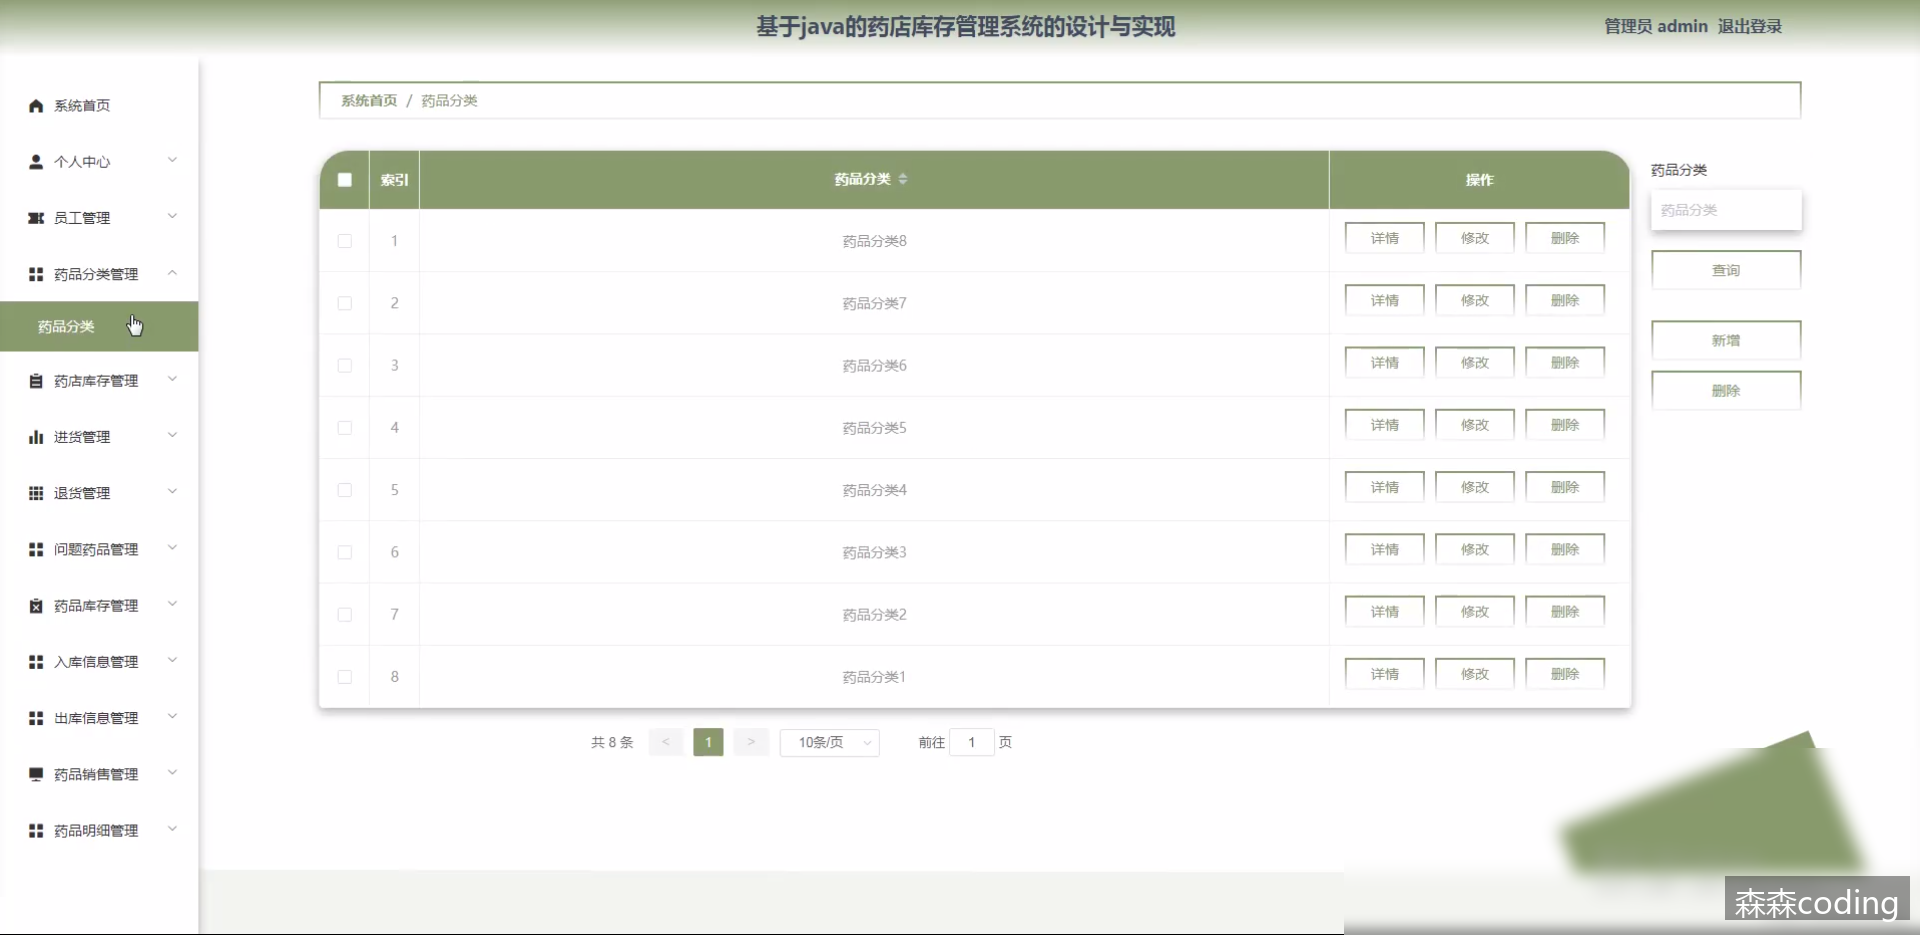 基于java的药店库存管理系统的设计与实现
管理员 admin 退出登录
系统首页
个人中心
员工管理
药品分类管理
药品分类
药店库存管理
进货管理
退货管理
问题药品管理
药品库存管理
入库信息管理
出库信息管理
药品销售管理
药品明细管理
系统首页 / 药品分类
索引 药品分类 操作
1 药品分类8 详情 修改 删除
2 药品分类7 详情 修改 删除
3 药品分类6 详情 修改 删除
4 药品分类5 详情 修改 删除
5 药品分类4 详情 修改 删除
6 药品分类3 详情 修改 删除
7 药品分类2 详情 修改 删除
8 药品分类1 详情 修改 删除
共 8 条 < 1 > 10条/页 前往 1 页
药品分类
药品分类
查询
新增
删除
森森coding